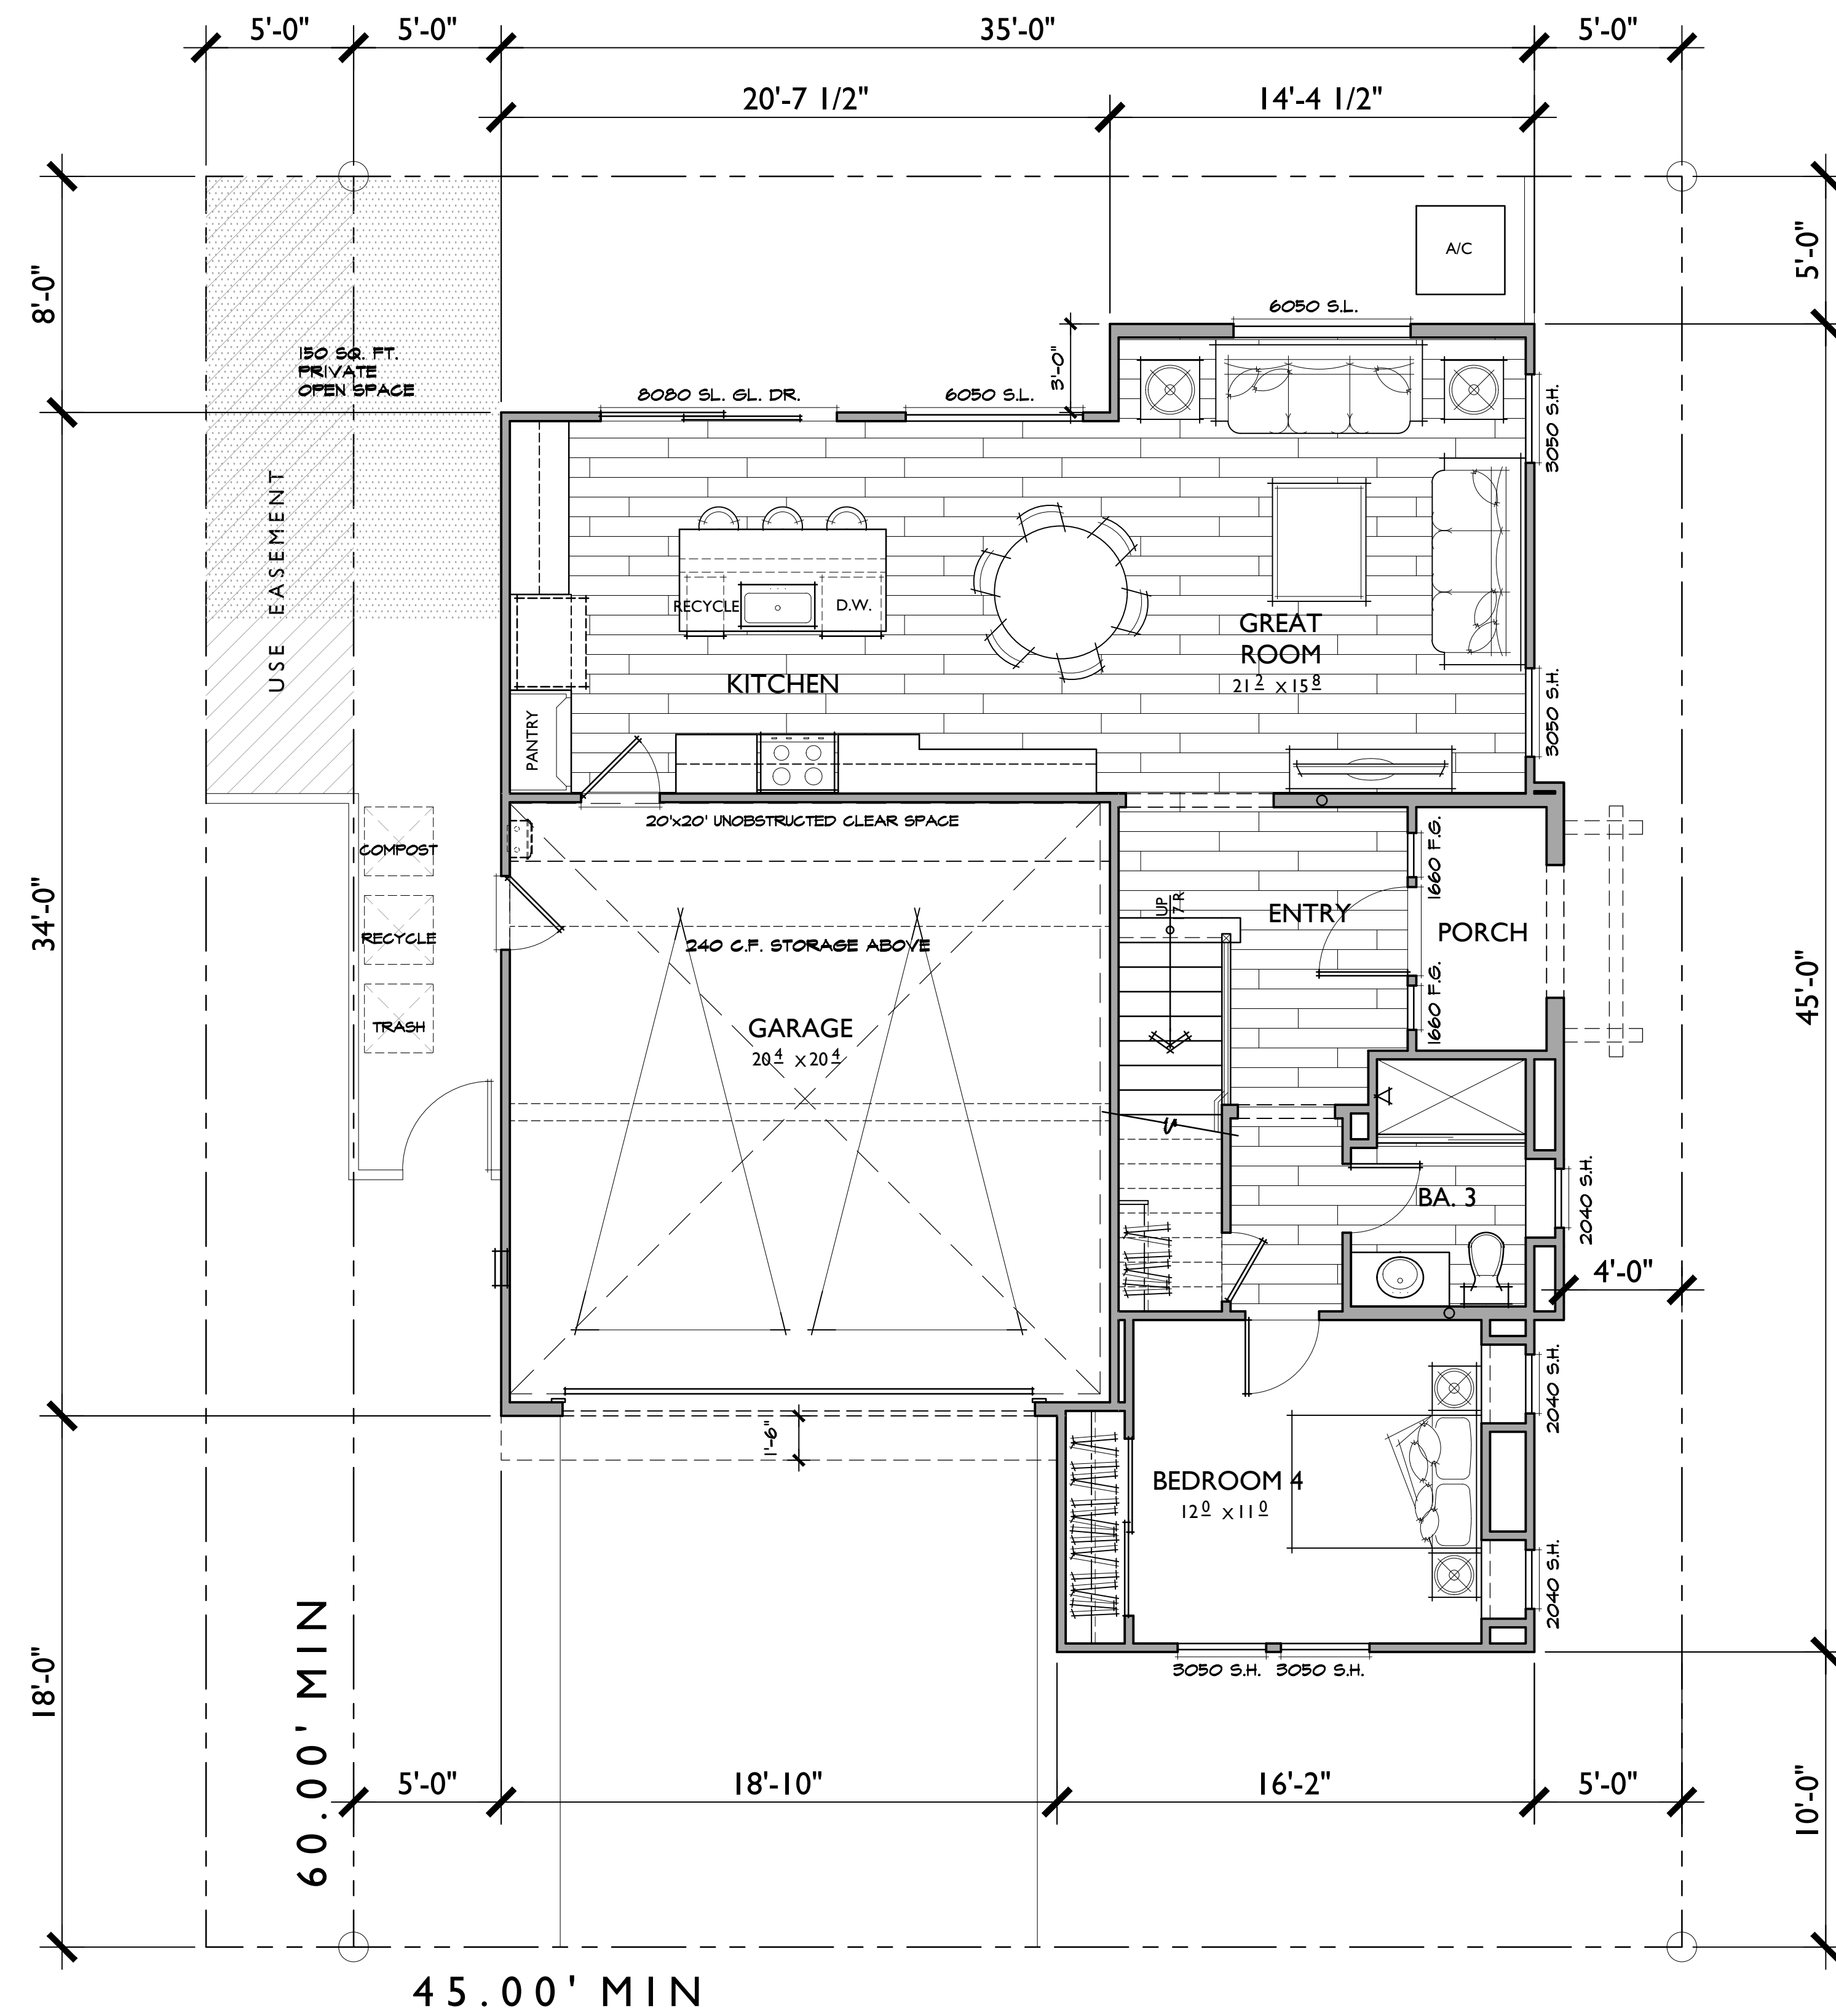 5'-0"
5'-0"
35'-0"
5'-0"
20'-7 1/2"
14'-4 1/2"
8'-0"
5'-0"
A/C
6050 S.L.
150 SQ. FT.
PRIVATE
OPEN SPACE
3'-0"
8080 SL. GL. DR.
6050 S.L.
3050 S.H.
USE EASEMENT
RECYCLE
D.W.
GREAT
ROOM
21 2 X 15 8
KITCHEN
3050 S.H.
PANTRY
20'x20' UNOBSTRUCTED CLEAR SPACE
COMPOST
1660 F.G.
UP
7 R
ENTRY
PORCH
34'-0"
RECYCLE
240 C.F. STORAGE ABOVE
45'-0"
1660 F.G.
TRASH
GARAGE
20 4 X 20 4
BA. 3
2040 S.H.
4'-0"
2040 S.H.
1'-6"
BEDROOM 4
12 0 X 11 0
2040 S.H.
18'-0"
3050 S.H.
3050 S.H.
60.00' MIN
5'-0"
18'-10"
16'-2"
5'-0"
10'-0"
45.00' MIN